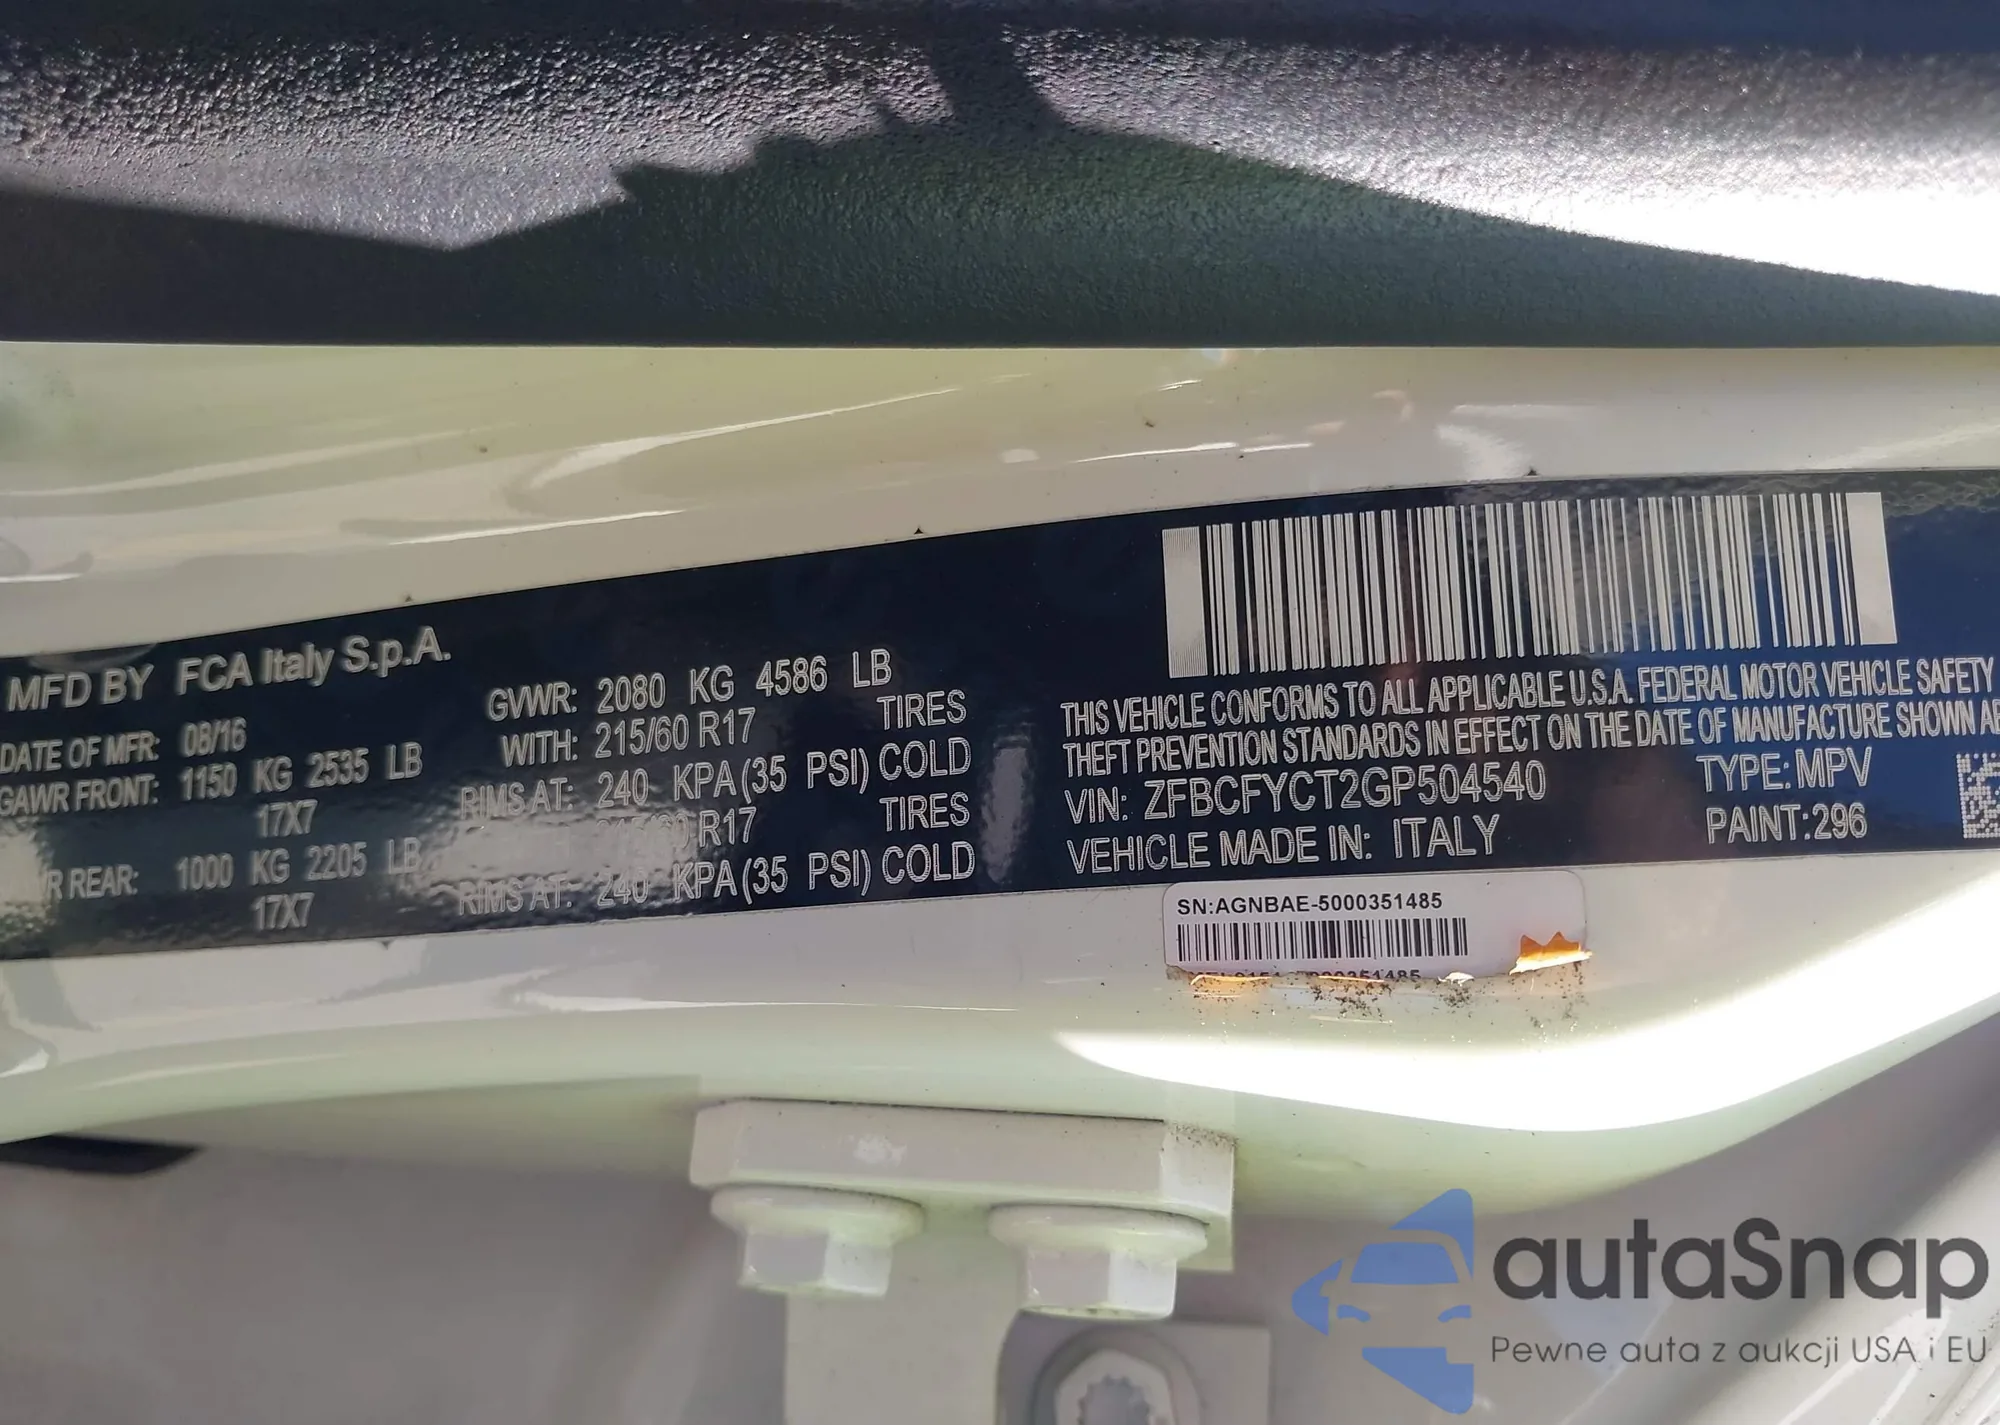 MFD BY FCA Italy S.p.A.
DATE OF MFR: 08/16 GVWR: 2080 KG 4586 LB
GAWR FRONT: 1150 KG 2535 LB WITH: 215/60 R17 TIRES
17X7 RIMS AT: 240 KPA (35 PSI) COLD
WR REAR: 1000 KG 2205 LB R17 TIRES
17X7 RIMS AT: 240 KPA (35 PSI) COLD
THIS VEHICLE CONFORMS TO ALL APPLICABLE U.S.A. FEDERAL MOTOR VEHICLE SAFETY
THEFT PREVENTION STANDARDS IN EFFECT ON THE DATE OF MANUFACTURE SHOWN AB
VIN: ZFBCFYCT2GP504540 TYPE: MPV
VEHICLE MADE IN: ITALY PAINT: 296
SN:AGNBAE-5000351485
autaSnap
Pewne auta z aukcji USA i EU